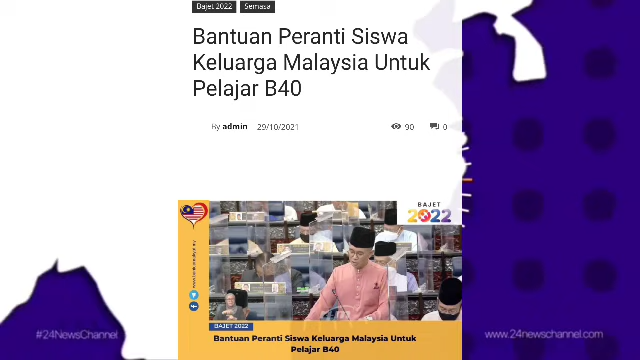 Bajet 2022 Semasa
Bantuan Peranti Siswa
Keluarga Malaysia Untuk
Pelajar B40
By admin 29/10/2021 90 0
BAJET
2022
BAJET 2022
Bantuan Peranti Siswa Keluarga Malaysia Untuk
Pelajar B40
#24NewsChannel
www.24newschannel.com